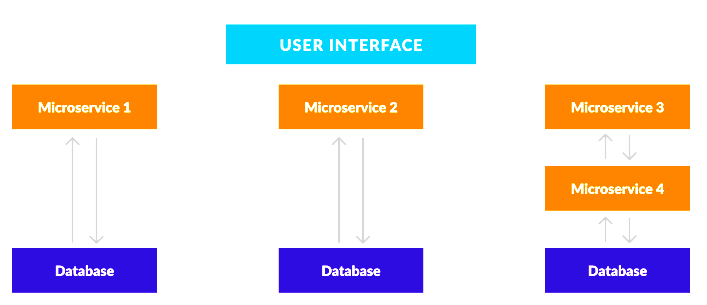 USER INTERFACE
Microservice 1
Microservice 2
Microservice 3
Microservice 4
Database
Database
Database